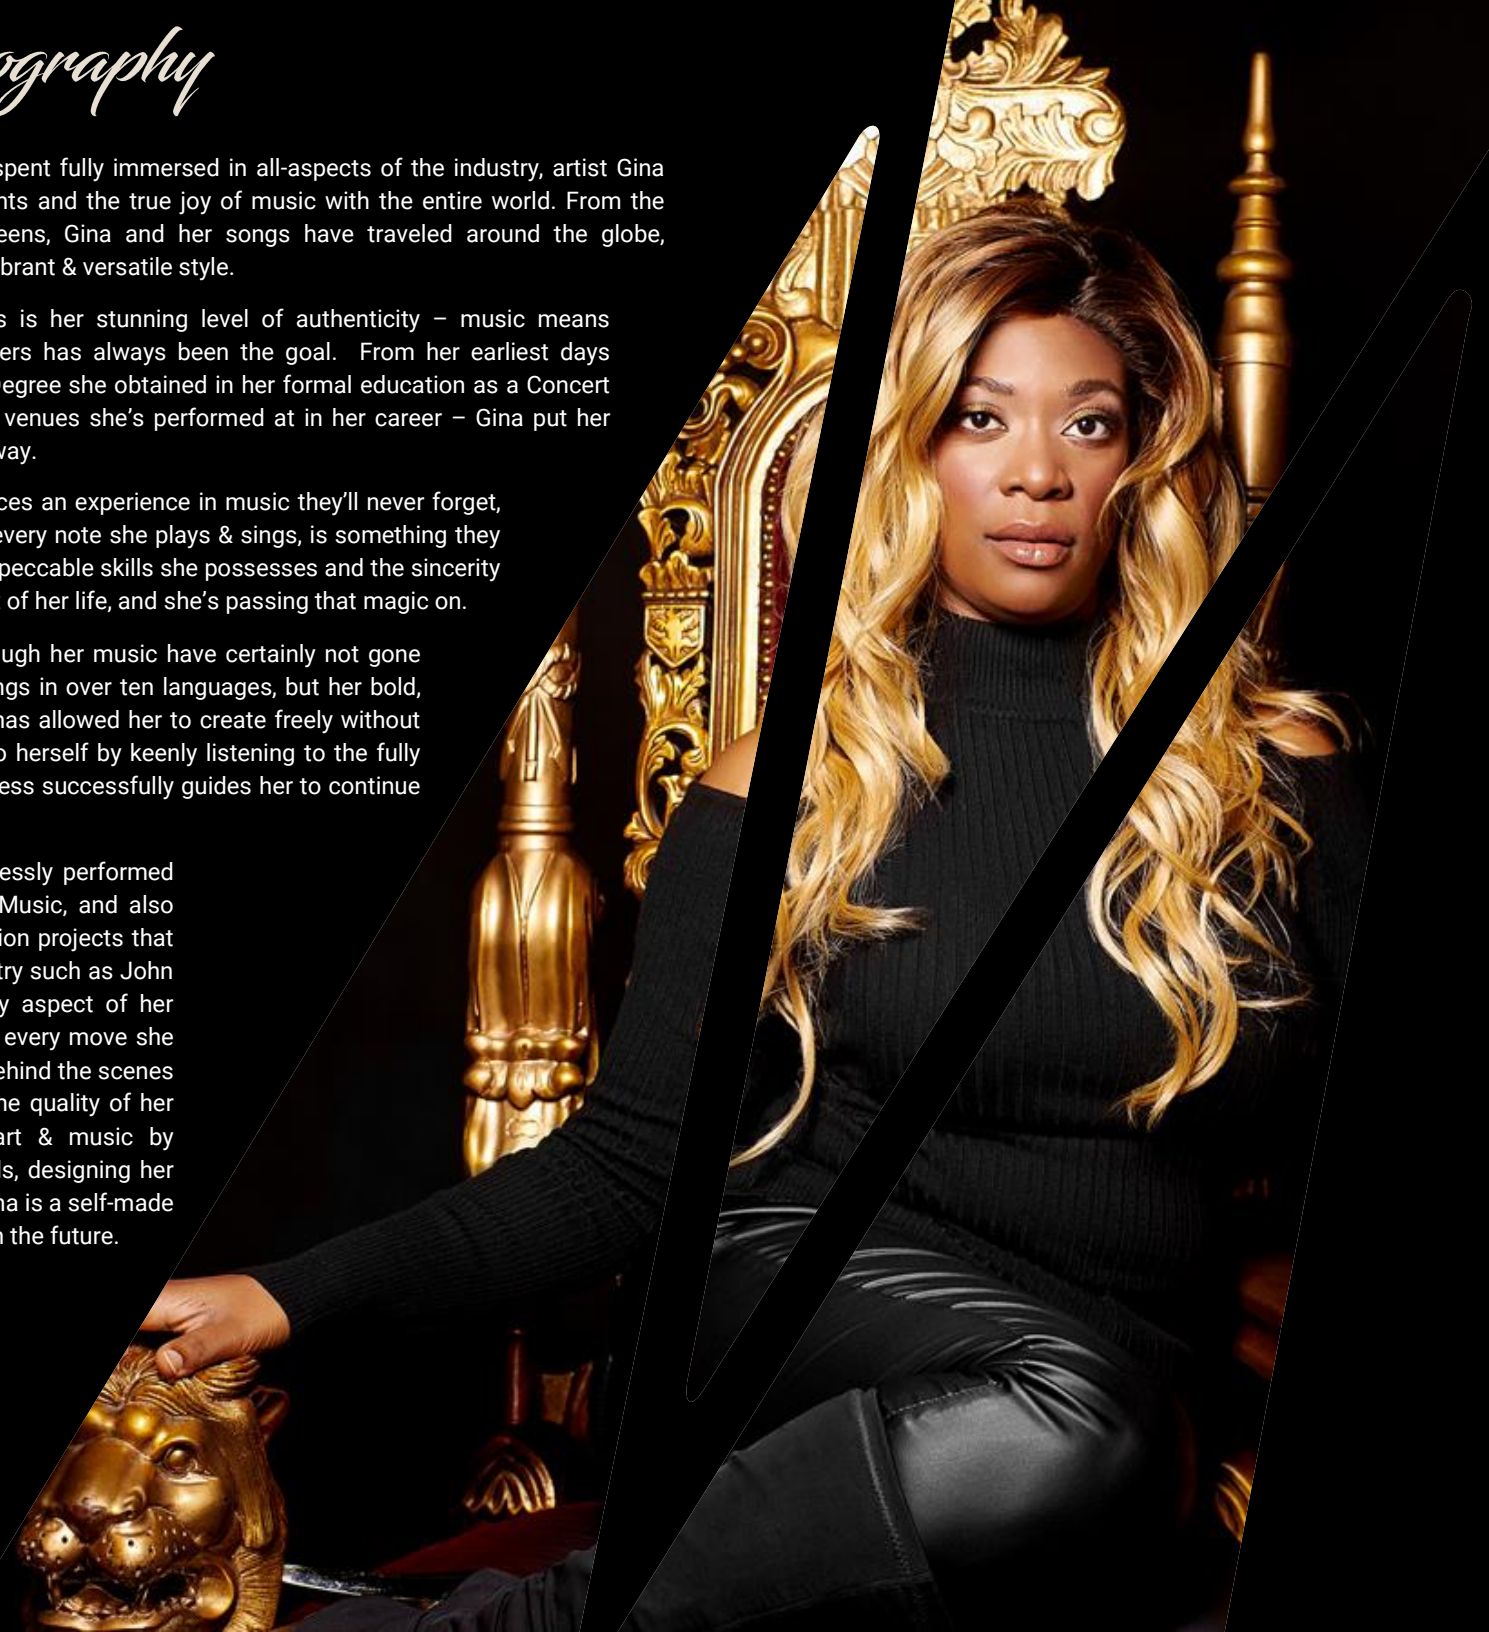 ography
spent fully immersed in all-aspects of the industry, artist Gina
nts and the true joy of music with the entire world. From the
eens, Gina and her songs have traveled around the globe,
brant & versatile style.
s is her stunning level of authenticity – music means
ers has always been the goal. From her earliest days
Degree she obtained in her formal education as a Concert
venues she’s performed at in her career – Gina put her
way.
ces an experience in music they’ll never forget,
every note she plays & sings, is something they
peccable skills she possesses and the sincerity
of her life, and she’s passing that magic on.
ugh her music have certainly not gone
ngs in over ten languages, but her bold,
has allowed her to create freely without
o herself by keenly listening to the fully
ess successfully guides her to continue
essly performed
Music, and also
ion projects that
try such as John
y aspect of her
every move she
ehind the scenes
he quality of her
art & music by
ls, designing her
na is a self-made
n the future.